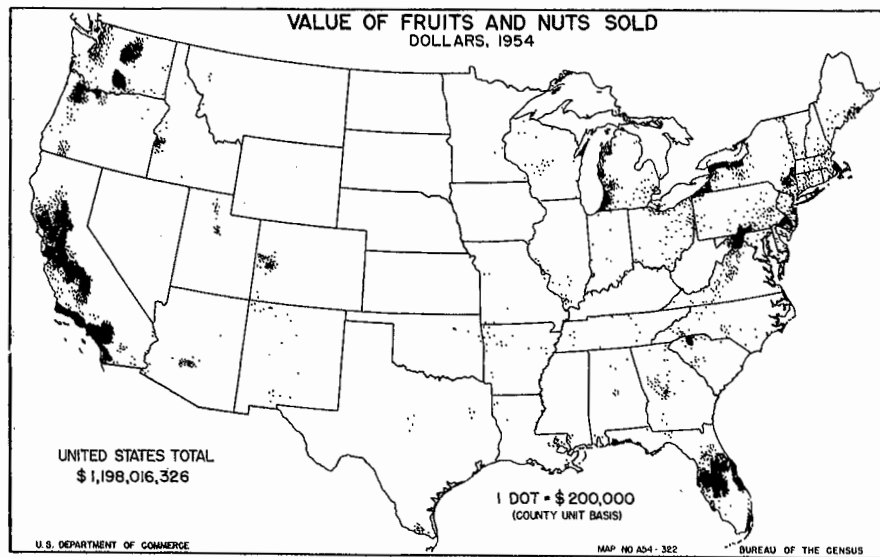 VALUE OF FRUITS AND NUTS SOLD
DOLLARS, 1954
UNITED STATES TOTAL
$1,198,016,326
1 DOT = $200,000
(COUNTY UNIT BASIS)
U.S. DEPARTMENT OF COMMERCE
MAP NO A54-322
BUREAU OF THE CENSUS